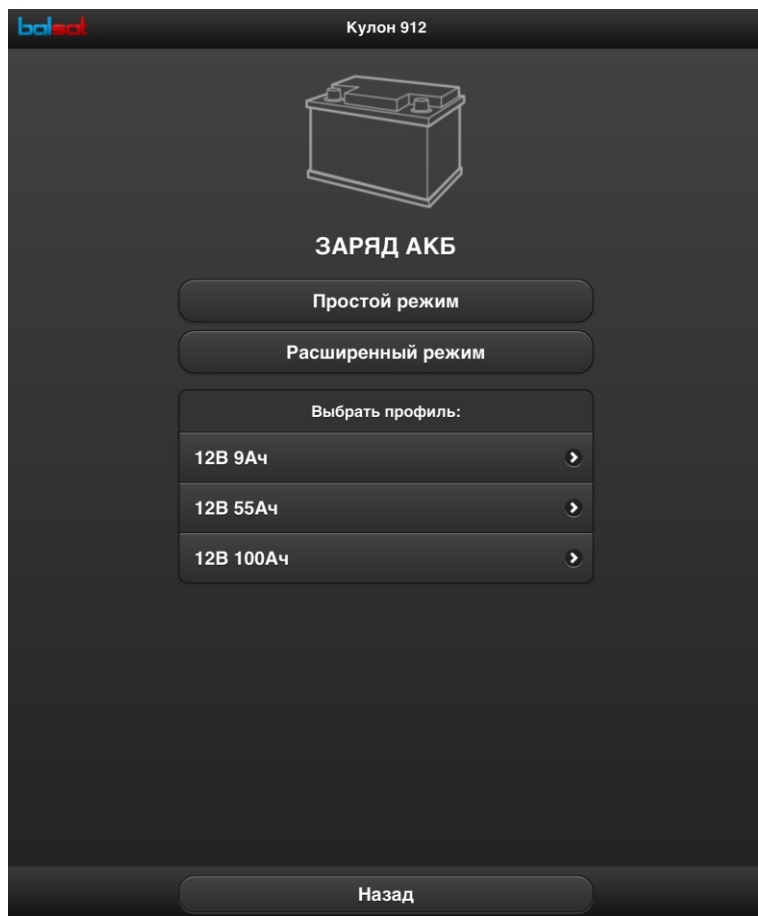 balsat
Кулон 912
ЗАРЯД АКБ
Простой режим
Расширенный режим
Выбрать профиль:
12В 9Ач
12В 55Ач
12В 100Ач
Назад